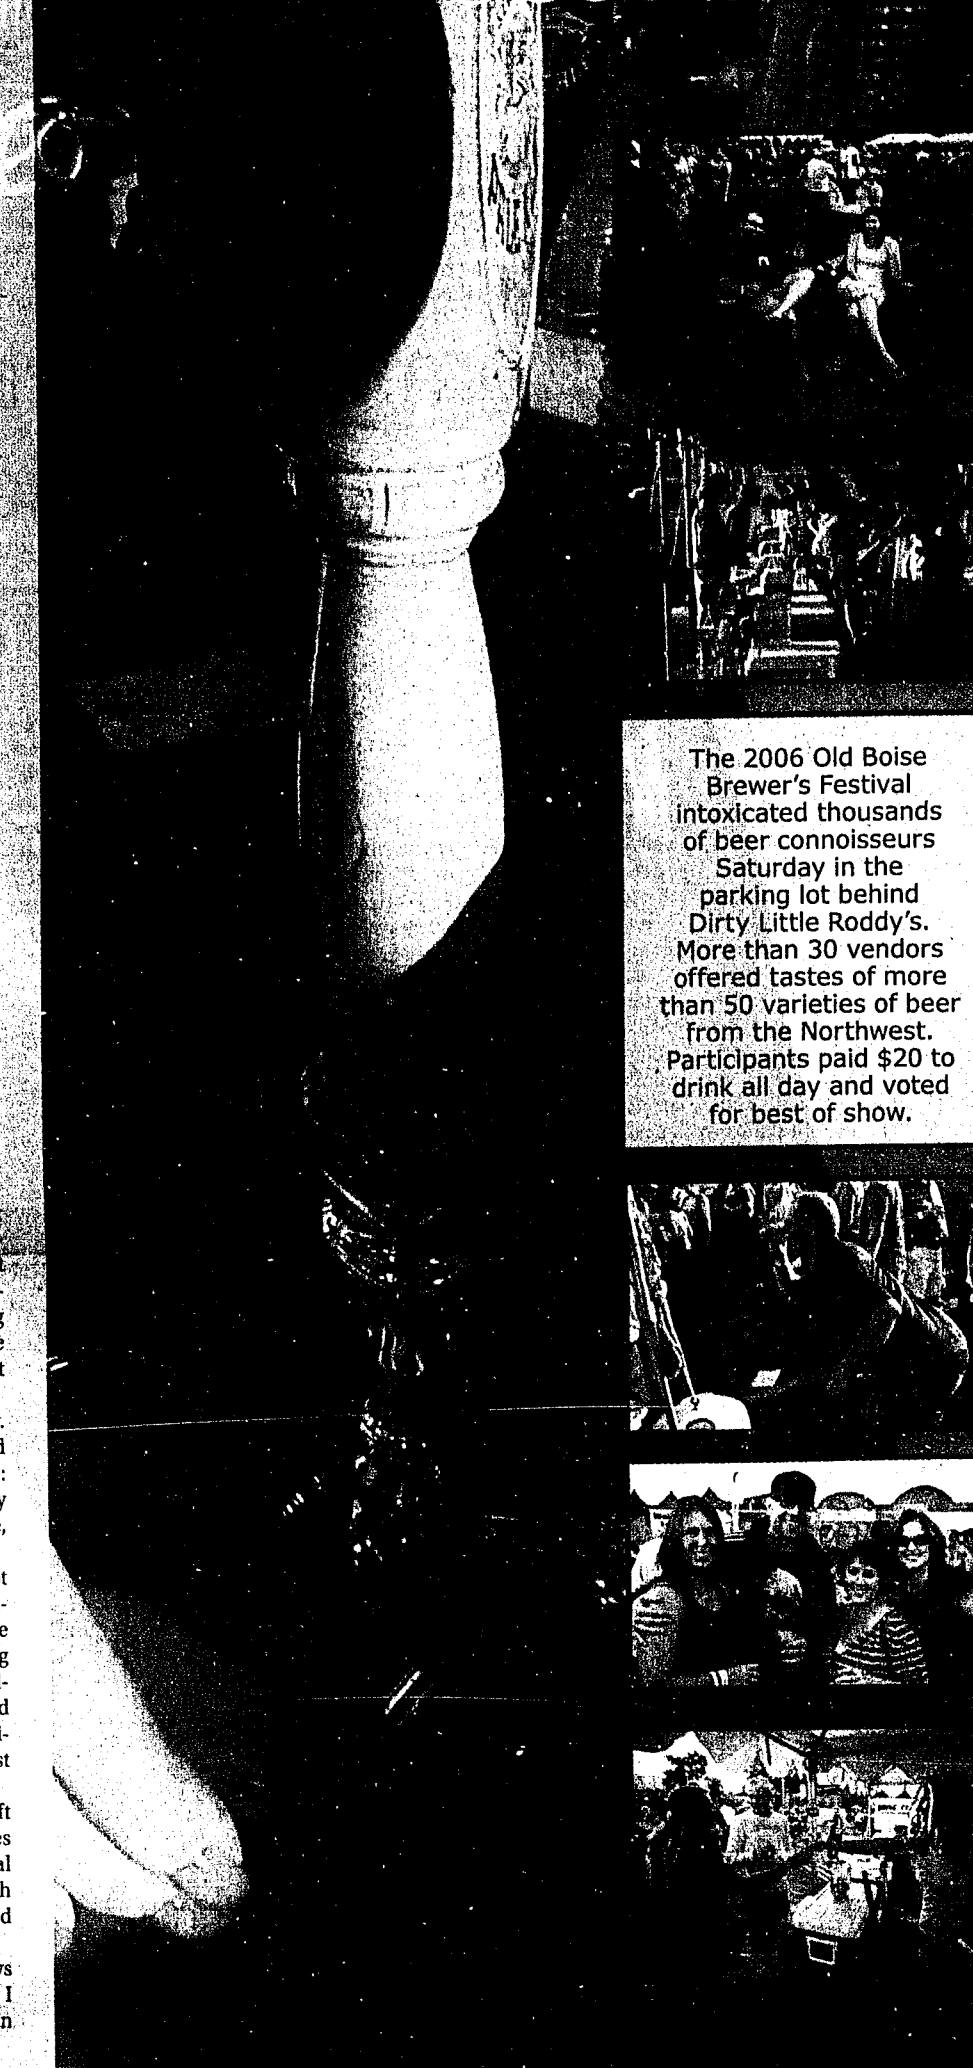 The 2006 Old Boise
Brewer's Festival
intoxicated thousands
of beer connoisseurs
Saturday in the
parking lot behind
Dirty Little Roddy's.
More than 30 vendors
offered tastes of more
than 50 varieties of beer
from the Northwest.
Participants paid $20 to
drink all day and voted
for best of show.